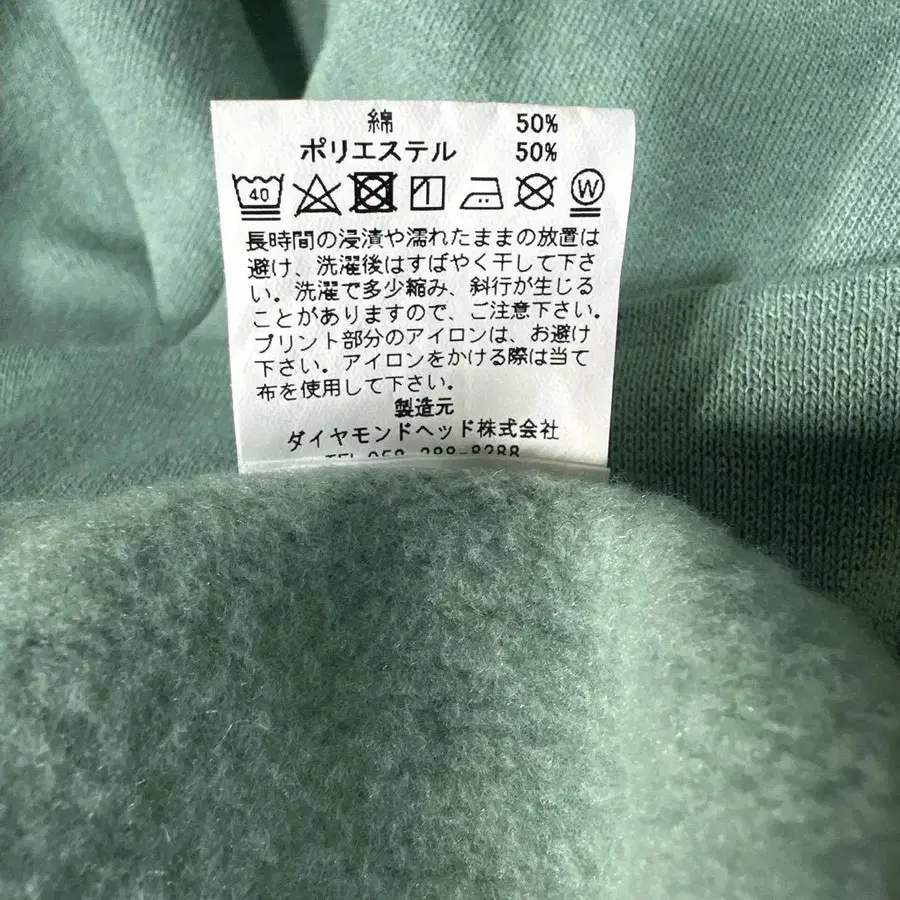 綿 50%
ポリエステル 50%
40 W
長時間の浸漬や濡れたままの放置は
避け、洗濯後はすばやく干して下さ
い。洗濯で多少縮み、斜行が生じる
ことがありますので、ご注意下さい。
プリント部分のアイロンは、お避け
下さい。アイロンをかける際は当て
布を使用して下さい。
製造元
ダイヤモンドヘッド株式会社
TEL 058-388-8288